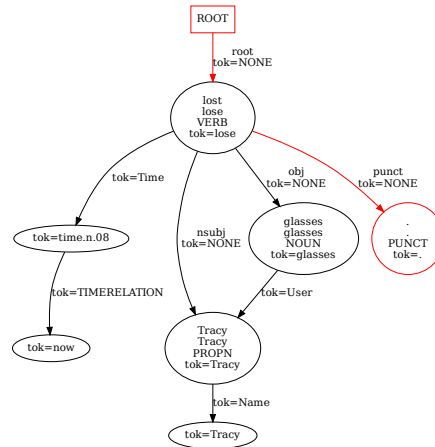 ROOT
root
tok=NONE
lost
lose
VERB
tok=lose
tok=Time
nsubj
tok=NONE
obj
tok=NONE
punct
tok=NONE
tok=time.n.08
glasses
glasses
NOUN
tok=glasses
.
.
PUNCT
tok=.
tok=TIMERELATION
tok=User
tok=now
Tracy
Tracy
PROPN
tok=Tracy
tok=Name
tok=Tracy